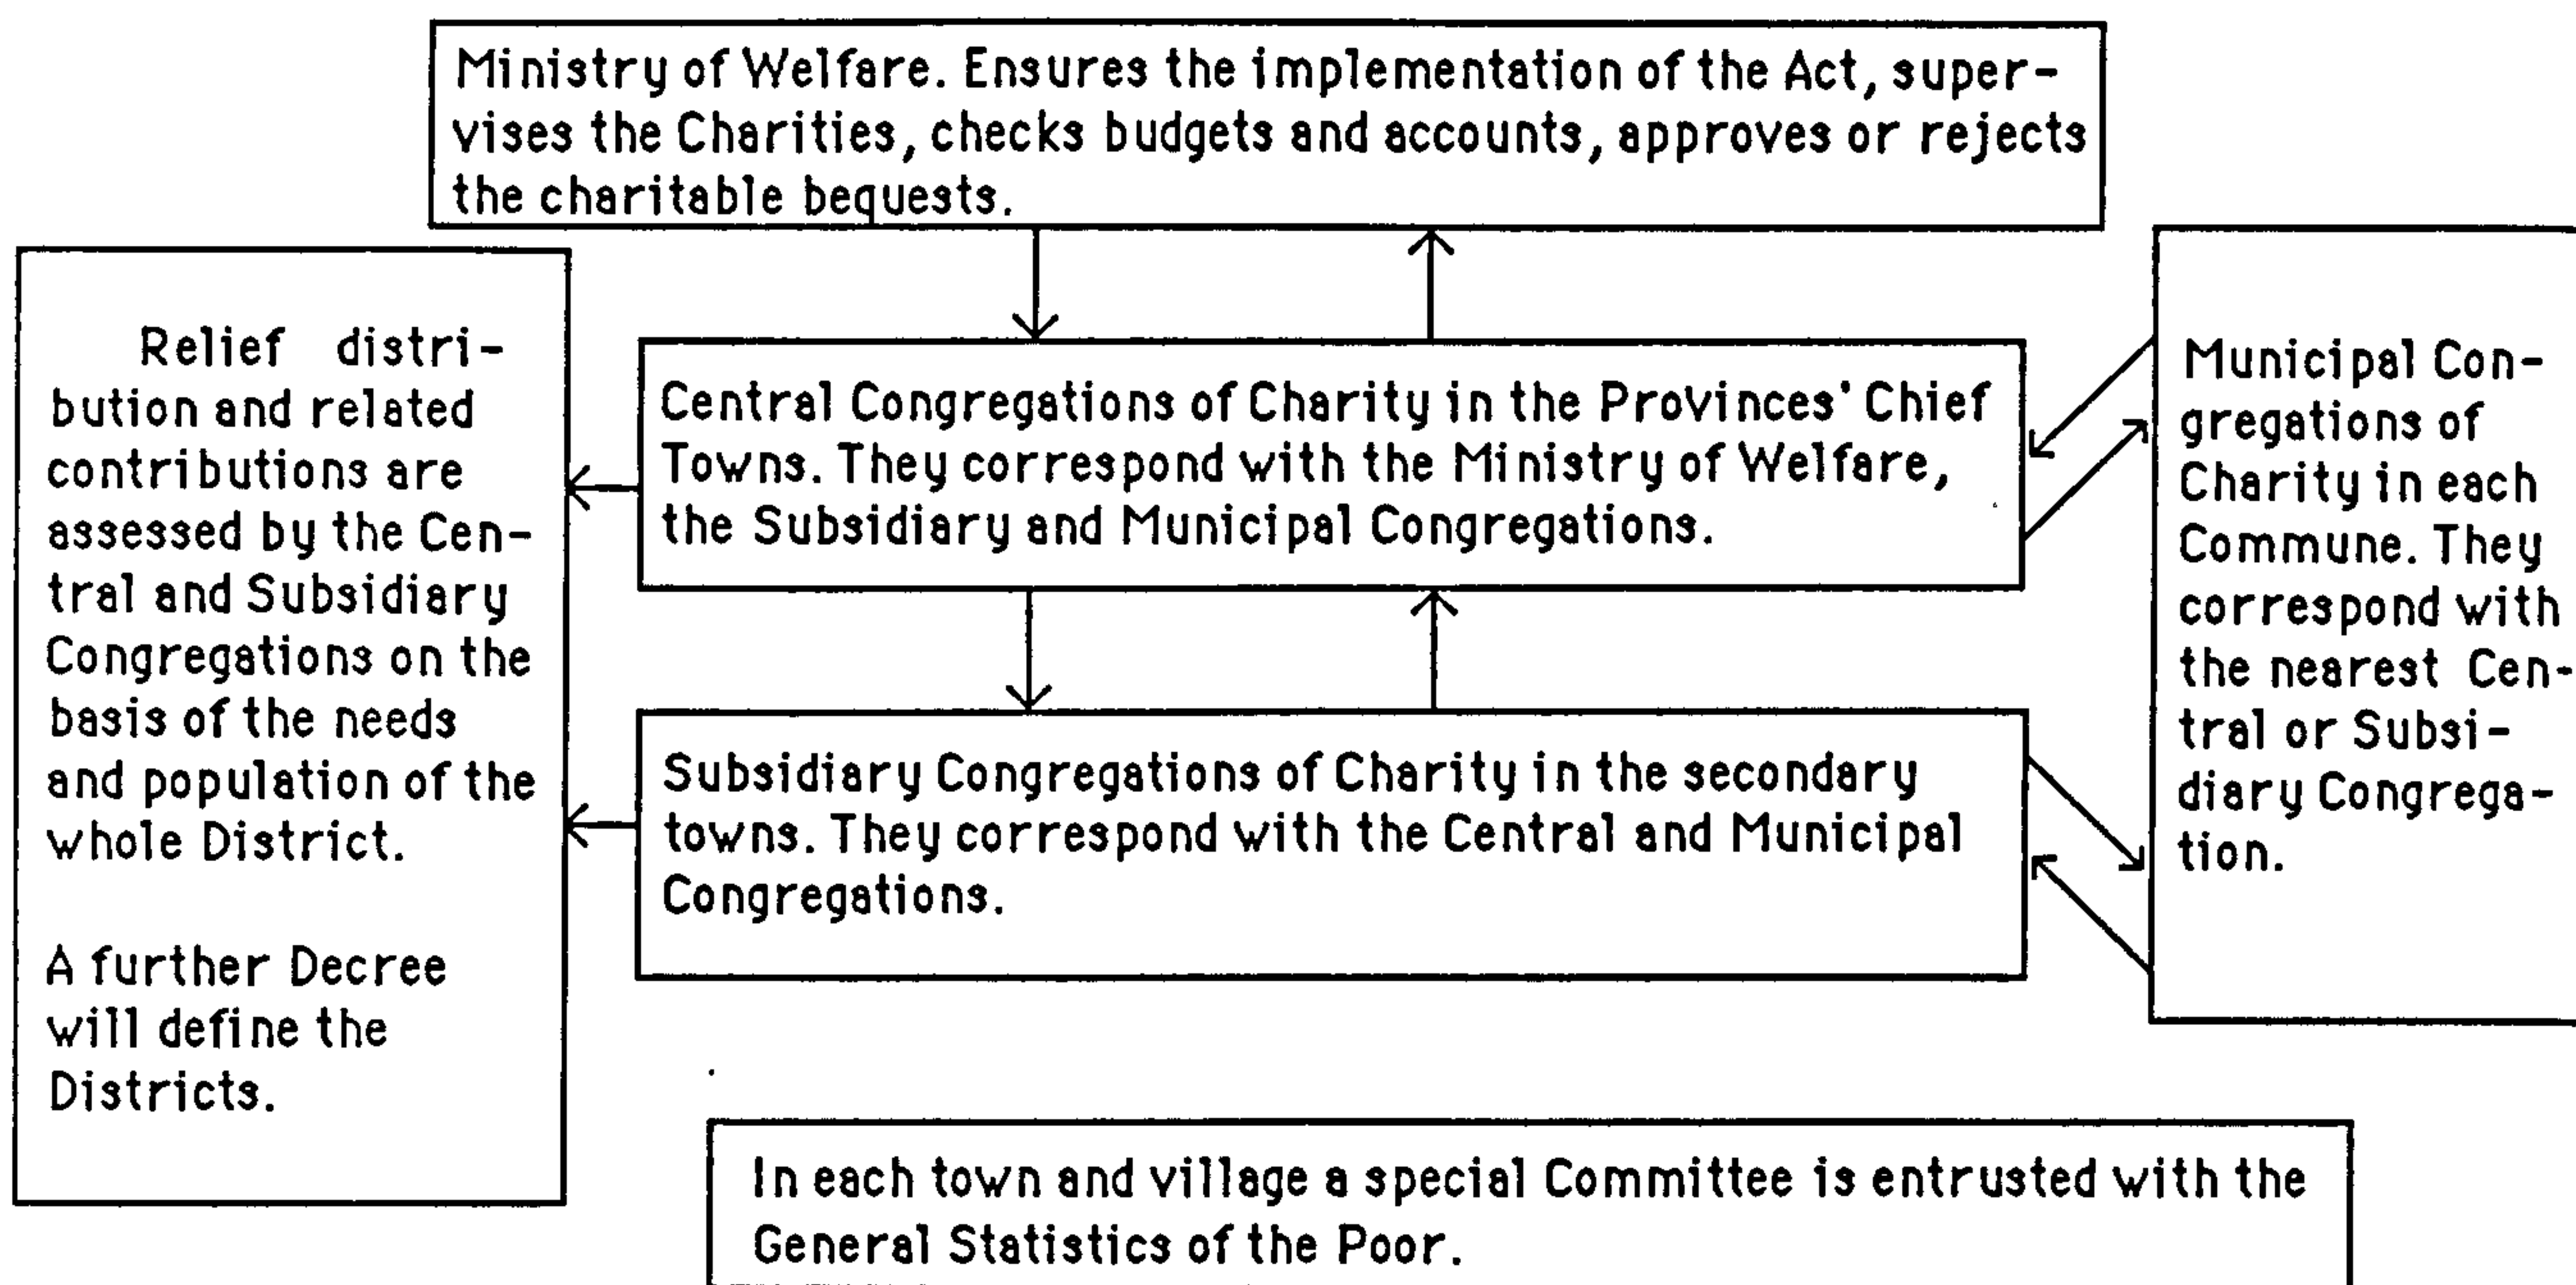 Ministry of Welfare. Ensures the implementation of the Act, super-
vises the Charities, checks budgets and accounts, approves or rejects
the charitable bequests.
Relief distri-
bution and related
contributions are
assessed by the Cen-
tral and Subsidiary
Congregations on the
basis of the needs
and population of the
whole District.
A further Decree
will define the
Districts.
Central Congregations of Charity in the Provinces' Chief
Towns. They correspond with the Ministry of Welfare,
the Subsidiary and Municipal Congregations.
Subsidiary Congregations of Charity in the secondary
towns. They correspond with the Central and Municipal
Congregations.
Municipal Con-
gregations of
Charity in each
Commune. They
correspond with
the nearest Cen-
tral or Subsi-
diary Congrega-
tion.
In each town and village a special Committee is entrusted with the
General Statistics of the Poor.